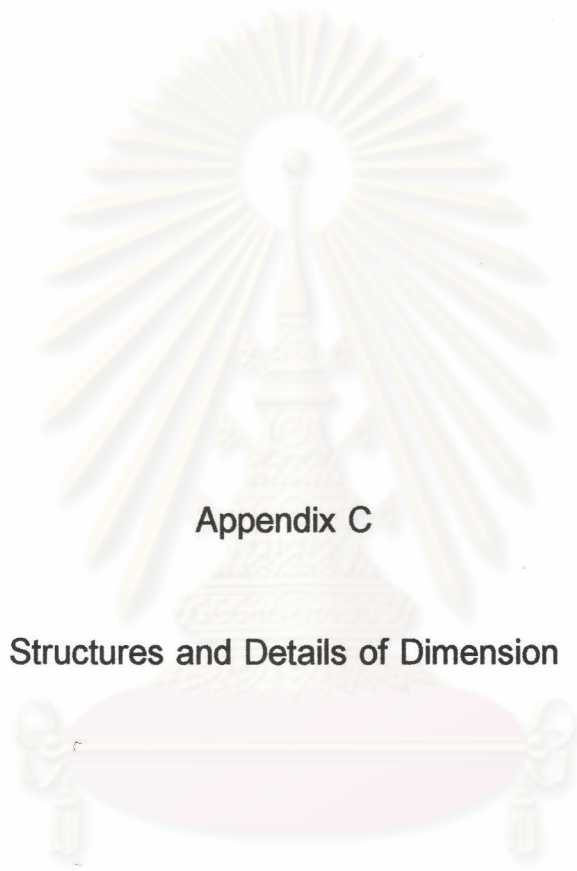 Appendix C
Structures and Details of Dimension